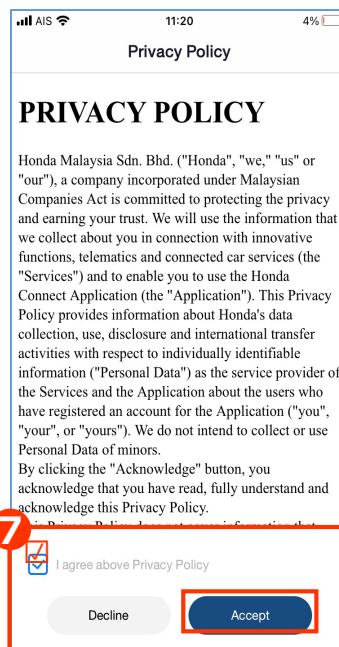 AIS 11:20 4%
Privacy Policy
PRIVACY POLICY
Honda Malaysia Sdn. Bhd. ("Honda", "we," "us" or
"our"), a company incorporated under Malaysian
Companies Act is committed to protecting the privacy
and earning your trust. We will use the information that
we collect about you in connection with innovative
functions, telematics and connected car services (the
"Services") and to enable you to use the Honda
Connect Application (the "Application"). This Privacy
Policy provides information about Honda's data
collection, use, disclosure and international transfer
activities with respect to individually identifiable
information ("Personal Data") as the service provider of
the Services and the Application about the users who
have registered an account for the Application ("you",
"your", or "yours"). We do not intend to collect or use
Personal Data of minors.
By clicking the "Acknowledge" button, you
acknowledge that you have read, fully understand and
acknowledge this Privacy Policy.
This Privacy Policy does not cover information that
7
I agree above Privacy Policy
Decline Accept